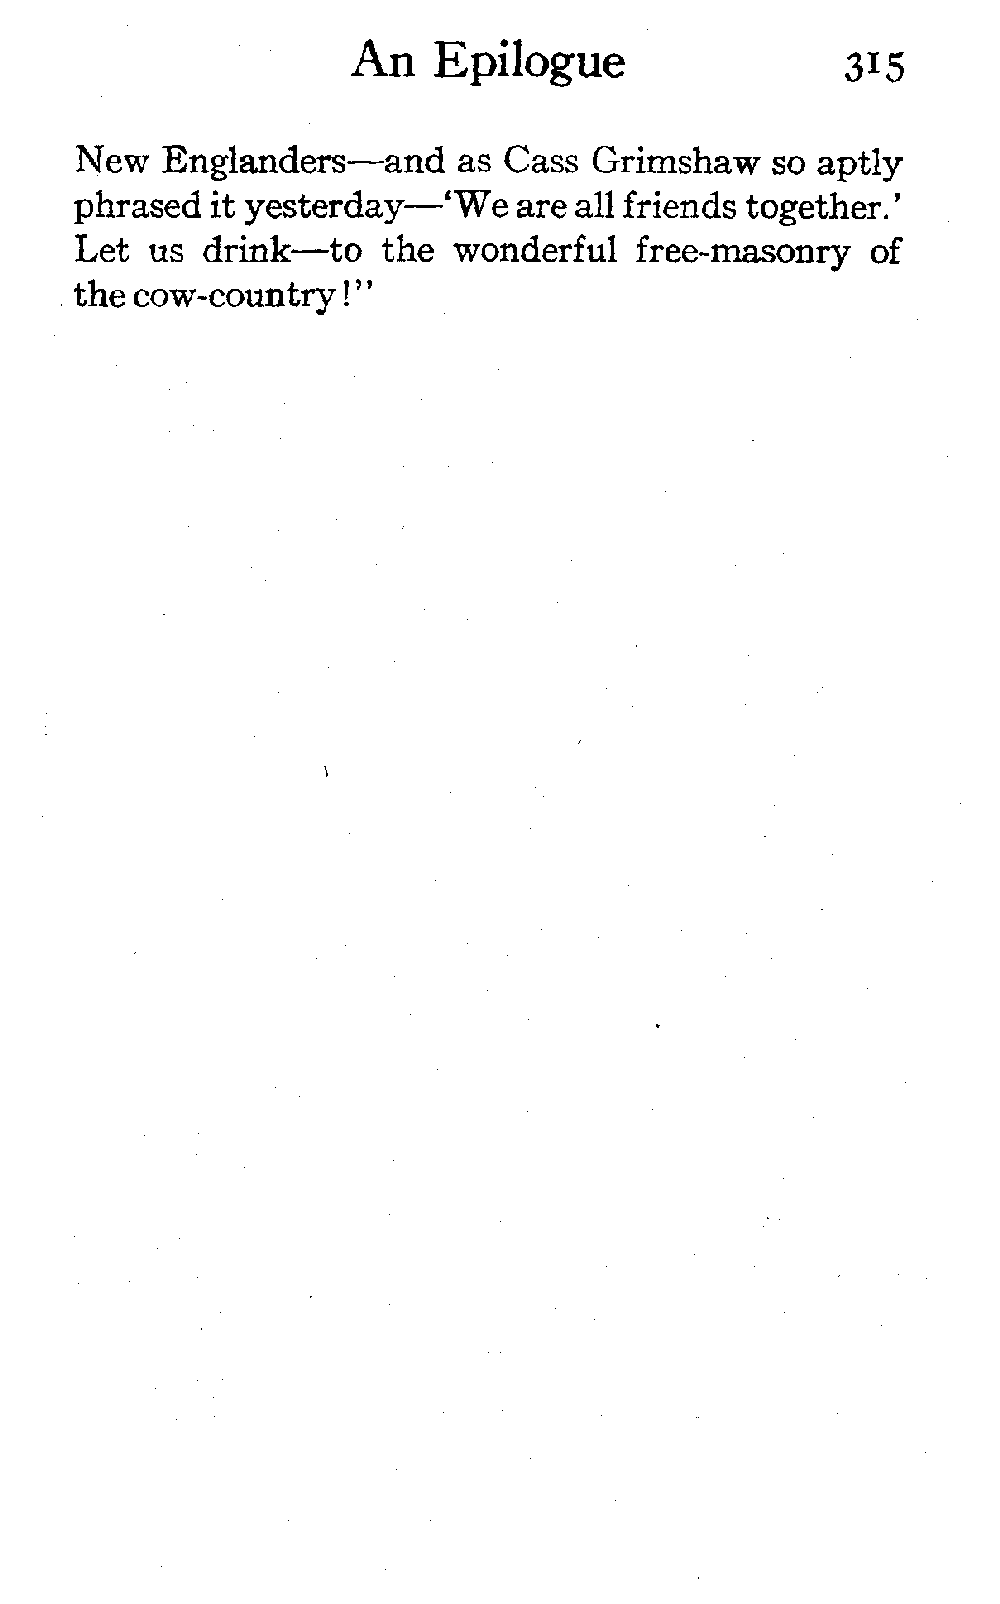 An Epilogue 315
New Englanders—and as Cass Grimshaw so aptly
phrased it yesterday—‘We are all friends together.’
Let us drink—to the wonderful free-masonry of
the cow-country!”